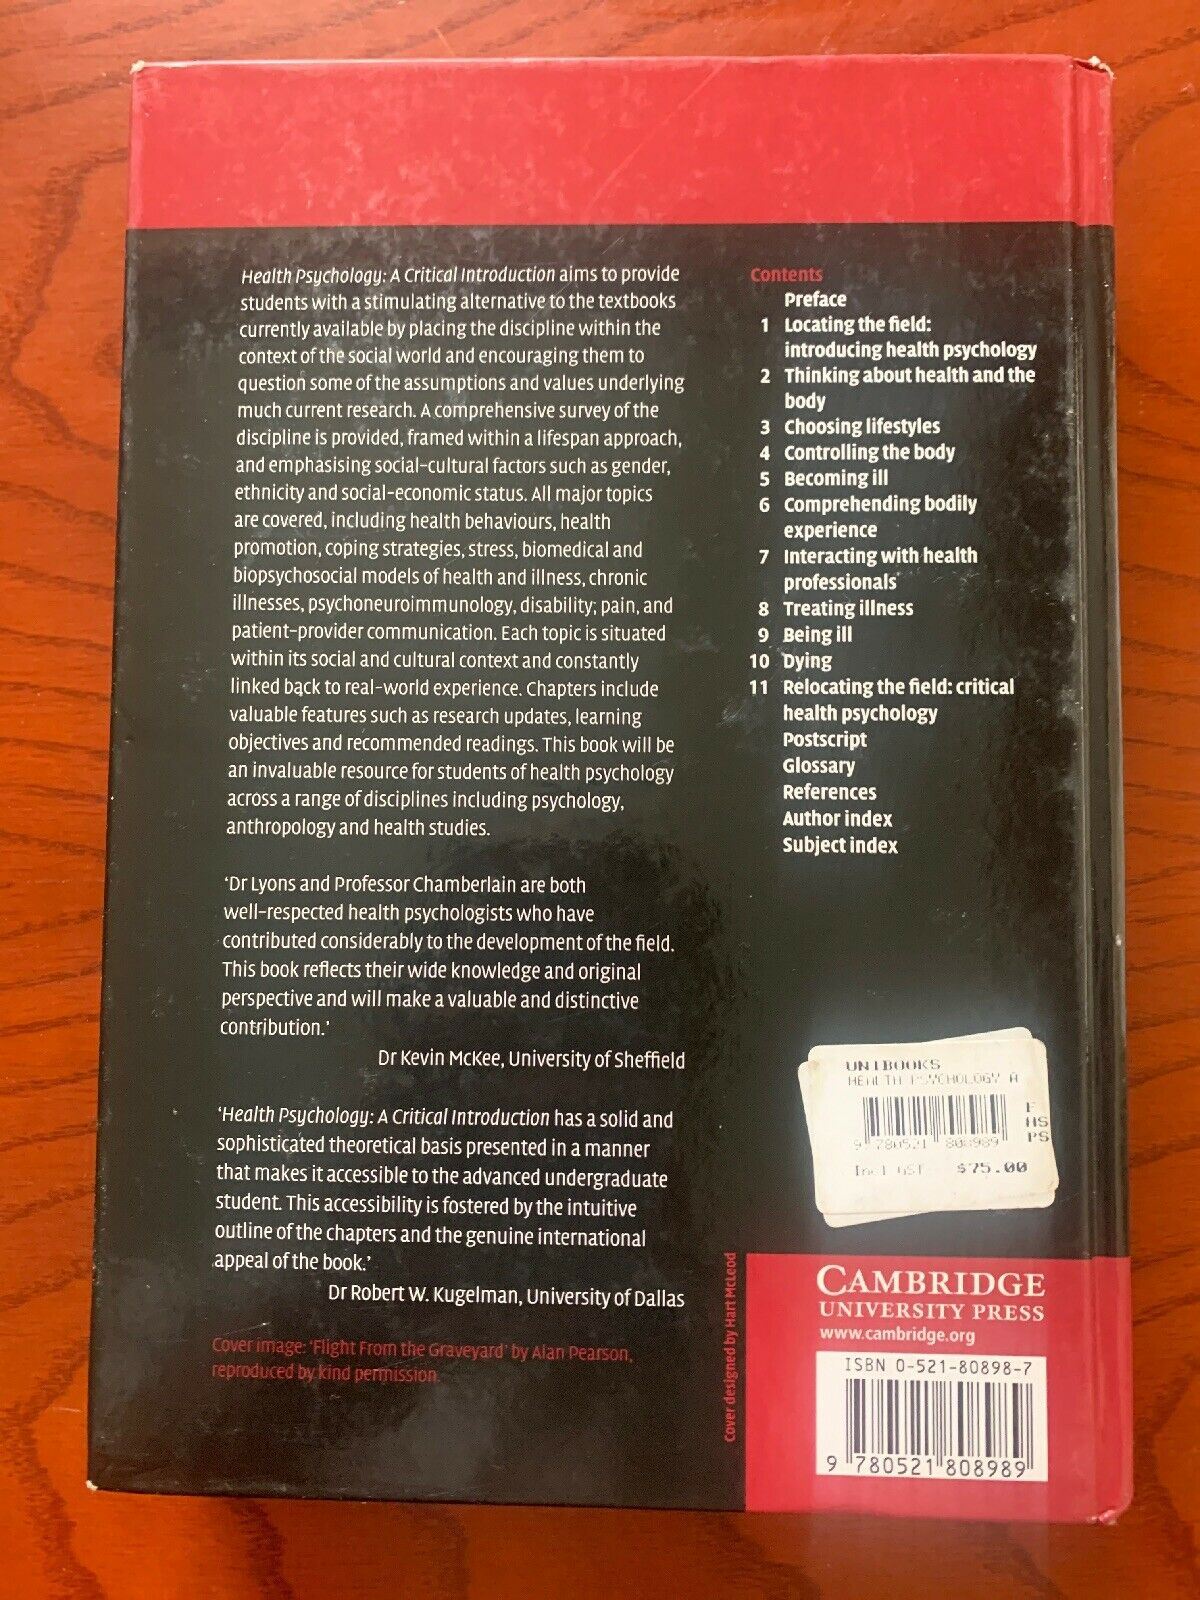 Health Psychology: A Critical Introduction aims to provide
students with a stimulating alternative to the textbooks
currently available by placing the discipline within the
context of the social world and encouraging them to
question some of the assumptions and values underlying
much current research. A comprehensive survey of the
discipline is provided, framed within a lifespan approach,
and emphasising social-cultural factors such as gender,
ethnicity and social-economic status. All major topics
are covered, including health behaviours, health
promotion, coping strategies, stress, biomedical and
biopsychosocial models of health and illness, chronic
illnesses, psychoneuroimmunology, disability, pain, and
patient-provider communication. Each topic is situated
within its social and cultural context and constantly
linked back to real-world experience. Chapters include
valuable features such as research updates, learning
objectives and recommended readings. This book will be
an invaluable resource for students of health psychology
across a range of disciplines including psychology,
anthropology and health studies.
'Dr Lyons and Professor Chamberlain are both
well-respected health psychologists who have
contributed considerably to the development of the field.
This book reflects their wide knowledge and original
perspective and will make a valuable and distinctive
contribution.'
Dr Kevin McKee, University of Sheffield
'Health Psychology: A Critical Introduction has a solid and
sophisticated theoretical basis presented in a manner
that makes it accessible to the advanced undergraduate
student. This accessibility is fostered by the intuitive
outline of the chapters and the genuine international
appeal of the book.'
Dr Robert W. Kugelman, University of Dallas
Cover image: 'Flight From the Graveyard' by Alan Pearson,
reproduced by kind permission.
Contents
Preface
1 Locating the field:
introducing health psychology
2 Thinking about health and the
body
3 Choosing lifestyles
4 Controlling the body
5 Becoming ill
6 Comprehending bodily
experience
7 Interacting with health
professionals
8 Treating illness
9 Being ill
10 Dying
11 Relocating the field: critical
health psychology
Postscript
Glossary
References
Author index
Subject index
UNIBOOKS
HEALTH PSYCHOLOGY A
F
HS
PS
9 780521 808989
Incl GST $75.00
Cover designed by Hart McLeod
CAMBRIDGE
UNIVERSITY PRESS
www.cambridge.org
ISBN 0-521-80898-7
9 780521 808989